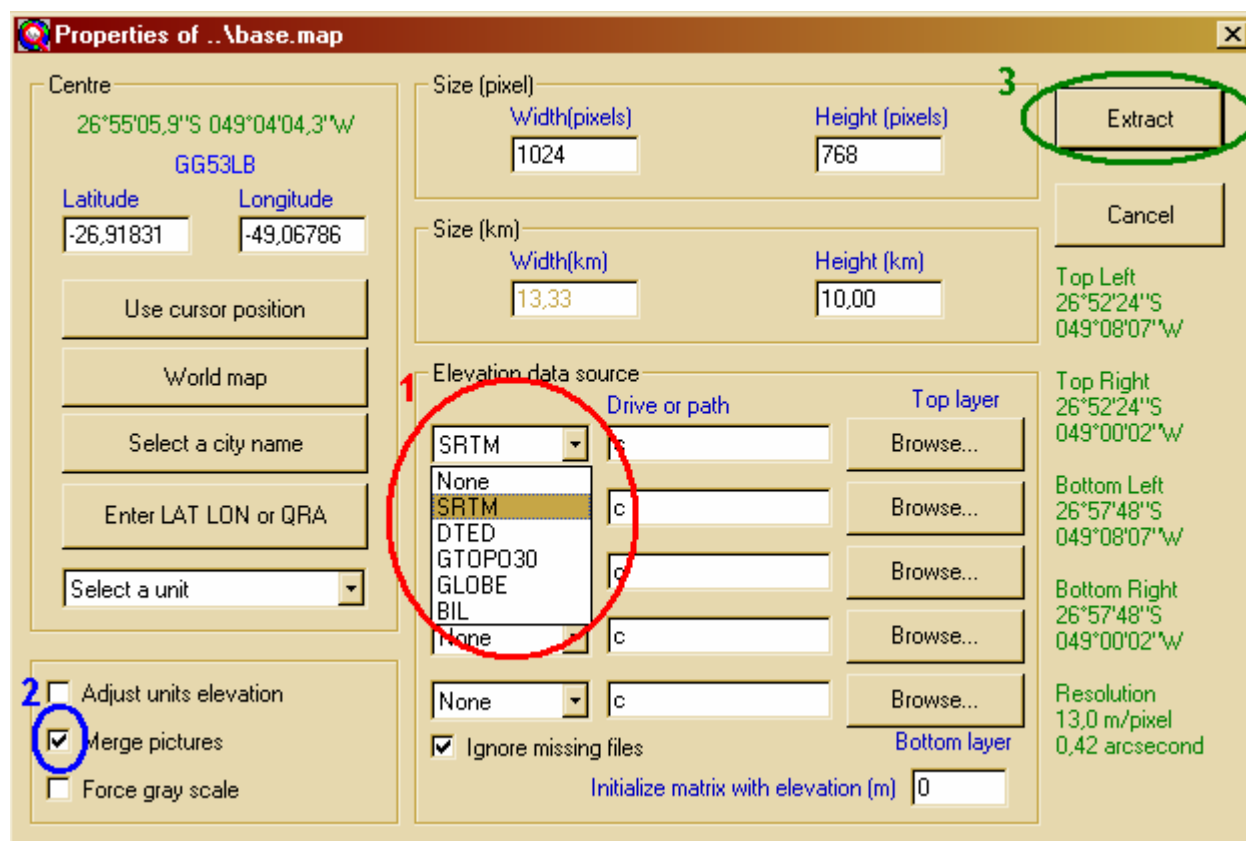 Properties of ..\base.map
Centre
26°55'05,9"S 049°04'04,3"W
GG53LB
Latitude
Longitude
-26,91831
-49,06786
Use cursor position
World map
Select a city name
Enter LAT LON or QRA
Select a unit
2
Adjust units elevation
Merge pictures
Force gray scale
Size (pixel)
Width(pixels)
Height (pixels)
1024
768
Size (km)
Width(km)
Height (km)
13,33
10,00
1
Elevation data source
Drive or path
Top layer
SRTM
c
Browse...
None
SRTM
DTED
GTOPO30
GLOBE
BIL
c
Browse...
c
Browse...
None
c
Browse...
None
c
Browse...
Ignore missing files
Bottom layer
Initialize matrix with elevation (m)
0
3
Extract
Cancel
Top Left
26°52'24"S
049°08'07"W
Top Right
26°52'24"S
049°00'02"W
Bottom Left
26°57'48"S
049°08'07"W
Bottom Right
26°57'48"S
049°00'02"W
Resolution
13,0 m/pixel
0,42 arcsecond